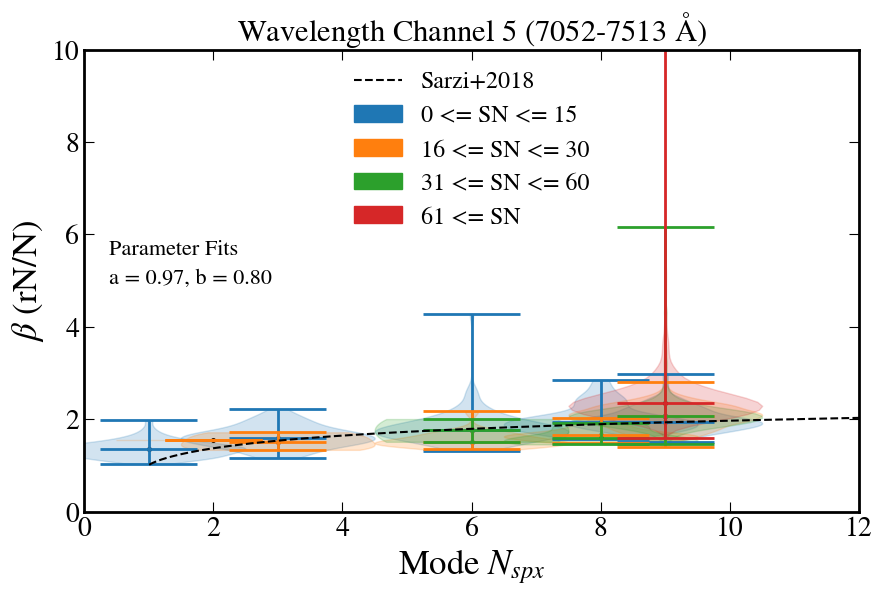 Wavelength Channel 5 (7052-7513 Å)
10
8
6
4
2
0
β (rN/N)
Sarzi+2018
0 <= SN <= 15
16 <= SN <= 30
31 <= SN <= 60
61 <= SN
Parameter Fits
a = 0.97, b = 0.80
0 2 4 6 8 10 12
Mode N_spx